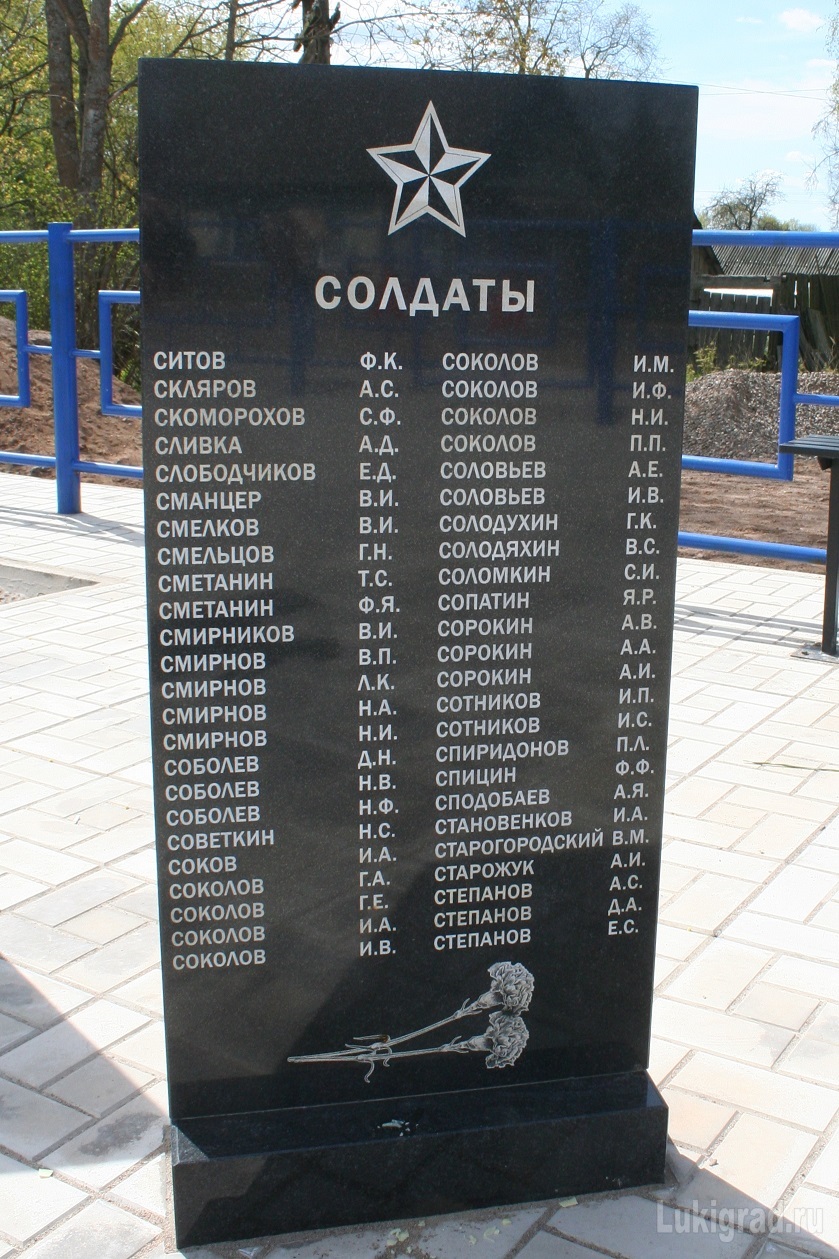 СОЛДАТЫ
СИТОВ Ф.К.
СКЛЯРОВ А.С.
СКОМОРОХОВ С.Ф.
СЛИВКА А.Д.
СЛОБОДЧИКОВ Е.Д.
СМАНЦЕР В.И.
СМЕЛКОВ В.И.
СМЕЛЬЦОВ Г.Н.
СМЕТАНИН Т.С.
СМЕТАНИН Ф.Я.
СМИРНИКОВ В.И.
СМИРНОВ В.П.
СМИРНОВ Л.К.
СМИРНОВ Н.А.
СМИРНОВ Н.И.
СОБОЛЕВ Д.Н.
СОБОЛЕВ Н.В.
СОБОЛЕВ Н.Ф.
СОВЕТКИН Н.С.
СОКОВ И.А.
СОКОЛОВ Г.А.
СОКОЛОВ Г.Е.
СОКОЛОВ И.А.
СОКОЛОВ И.В.
СОКОЛОВ И.М.
СОКОЛОВ И.Ф.
СОКОЛОВ Н.И.
СОКОЛОВ П.П.
СОЛОВЬЕВ А.Е.
СОЛОВЬЕВ И.В.
СОЛОДУХИН Г.К.
СОЛОДЯХИН В.С.
СОЛОМКИН С.И.
СОПАТИН Я.Р.
СОРОКИН А.В.
СОРОКИН А.А.
СОРОКИН А.И.
СОТНИКОВ И.П.
СОТНИКОВ И.С.
СПИРИДОНОВ П.Л.
СПИЦИН Ф.Ф.
СПОДОБАЕВ А.Я.
СТАНОВЕНКОВ И.А.
СТАРОГОРОДСКИЙ В.М.
СТАРОЖУК А.И.
СТЕПАНОВ А.С.
СТЕПАНОВ Д.А.
СТЕПАНОВ Е.С.
Lukigrad.ru